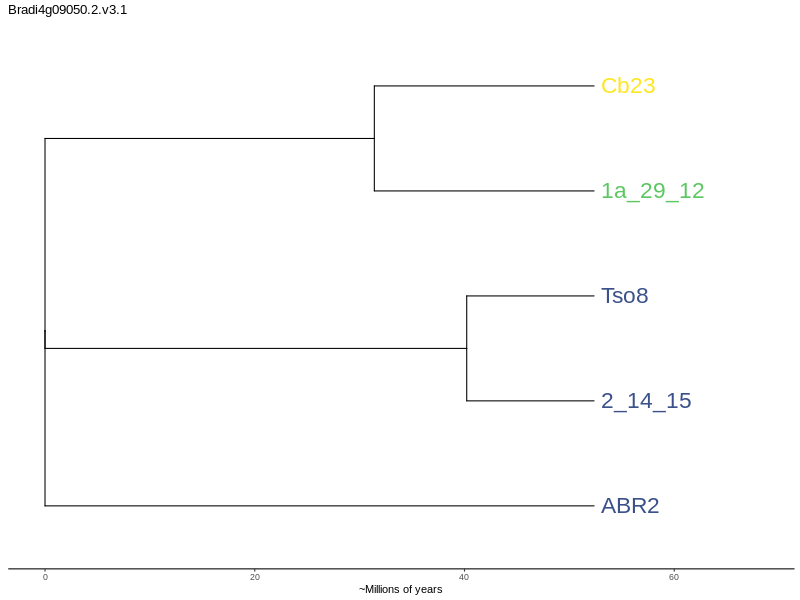 Bradi4g09050.2.v3.1
Cb23
1a_29_12
Tso8
2_14_15
ABR2
0 20 40 60
~Millions of years